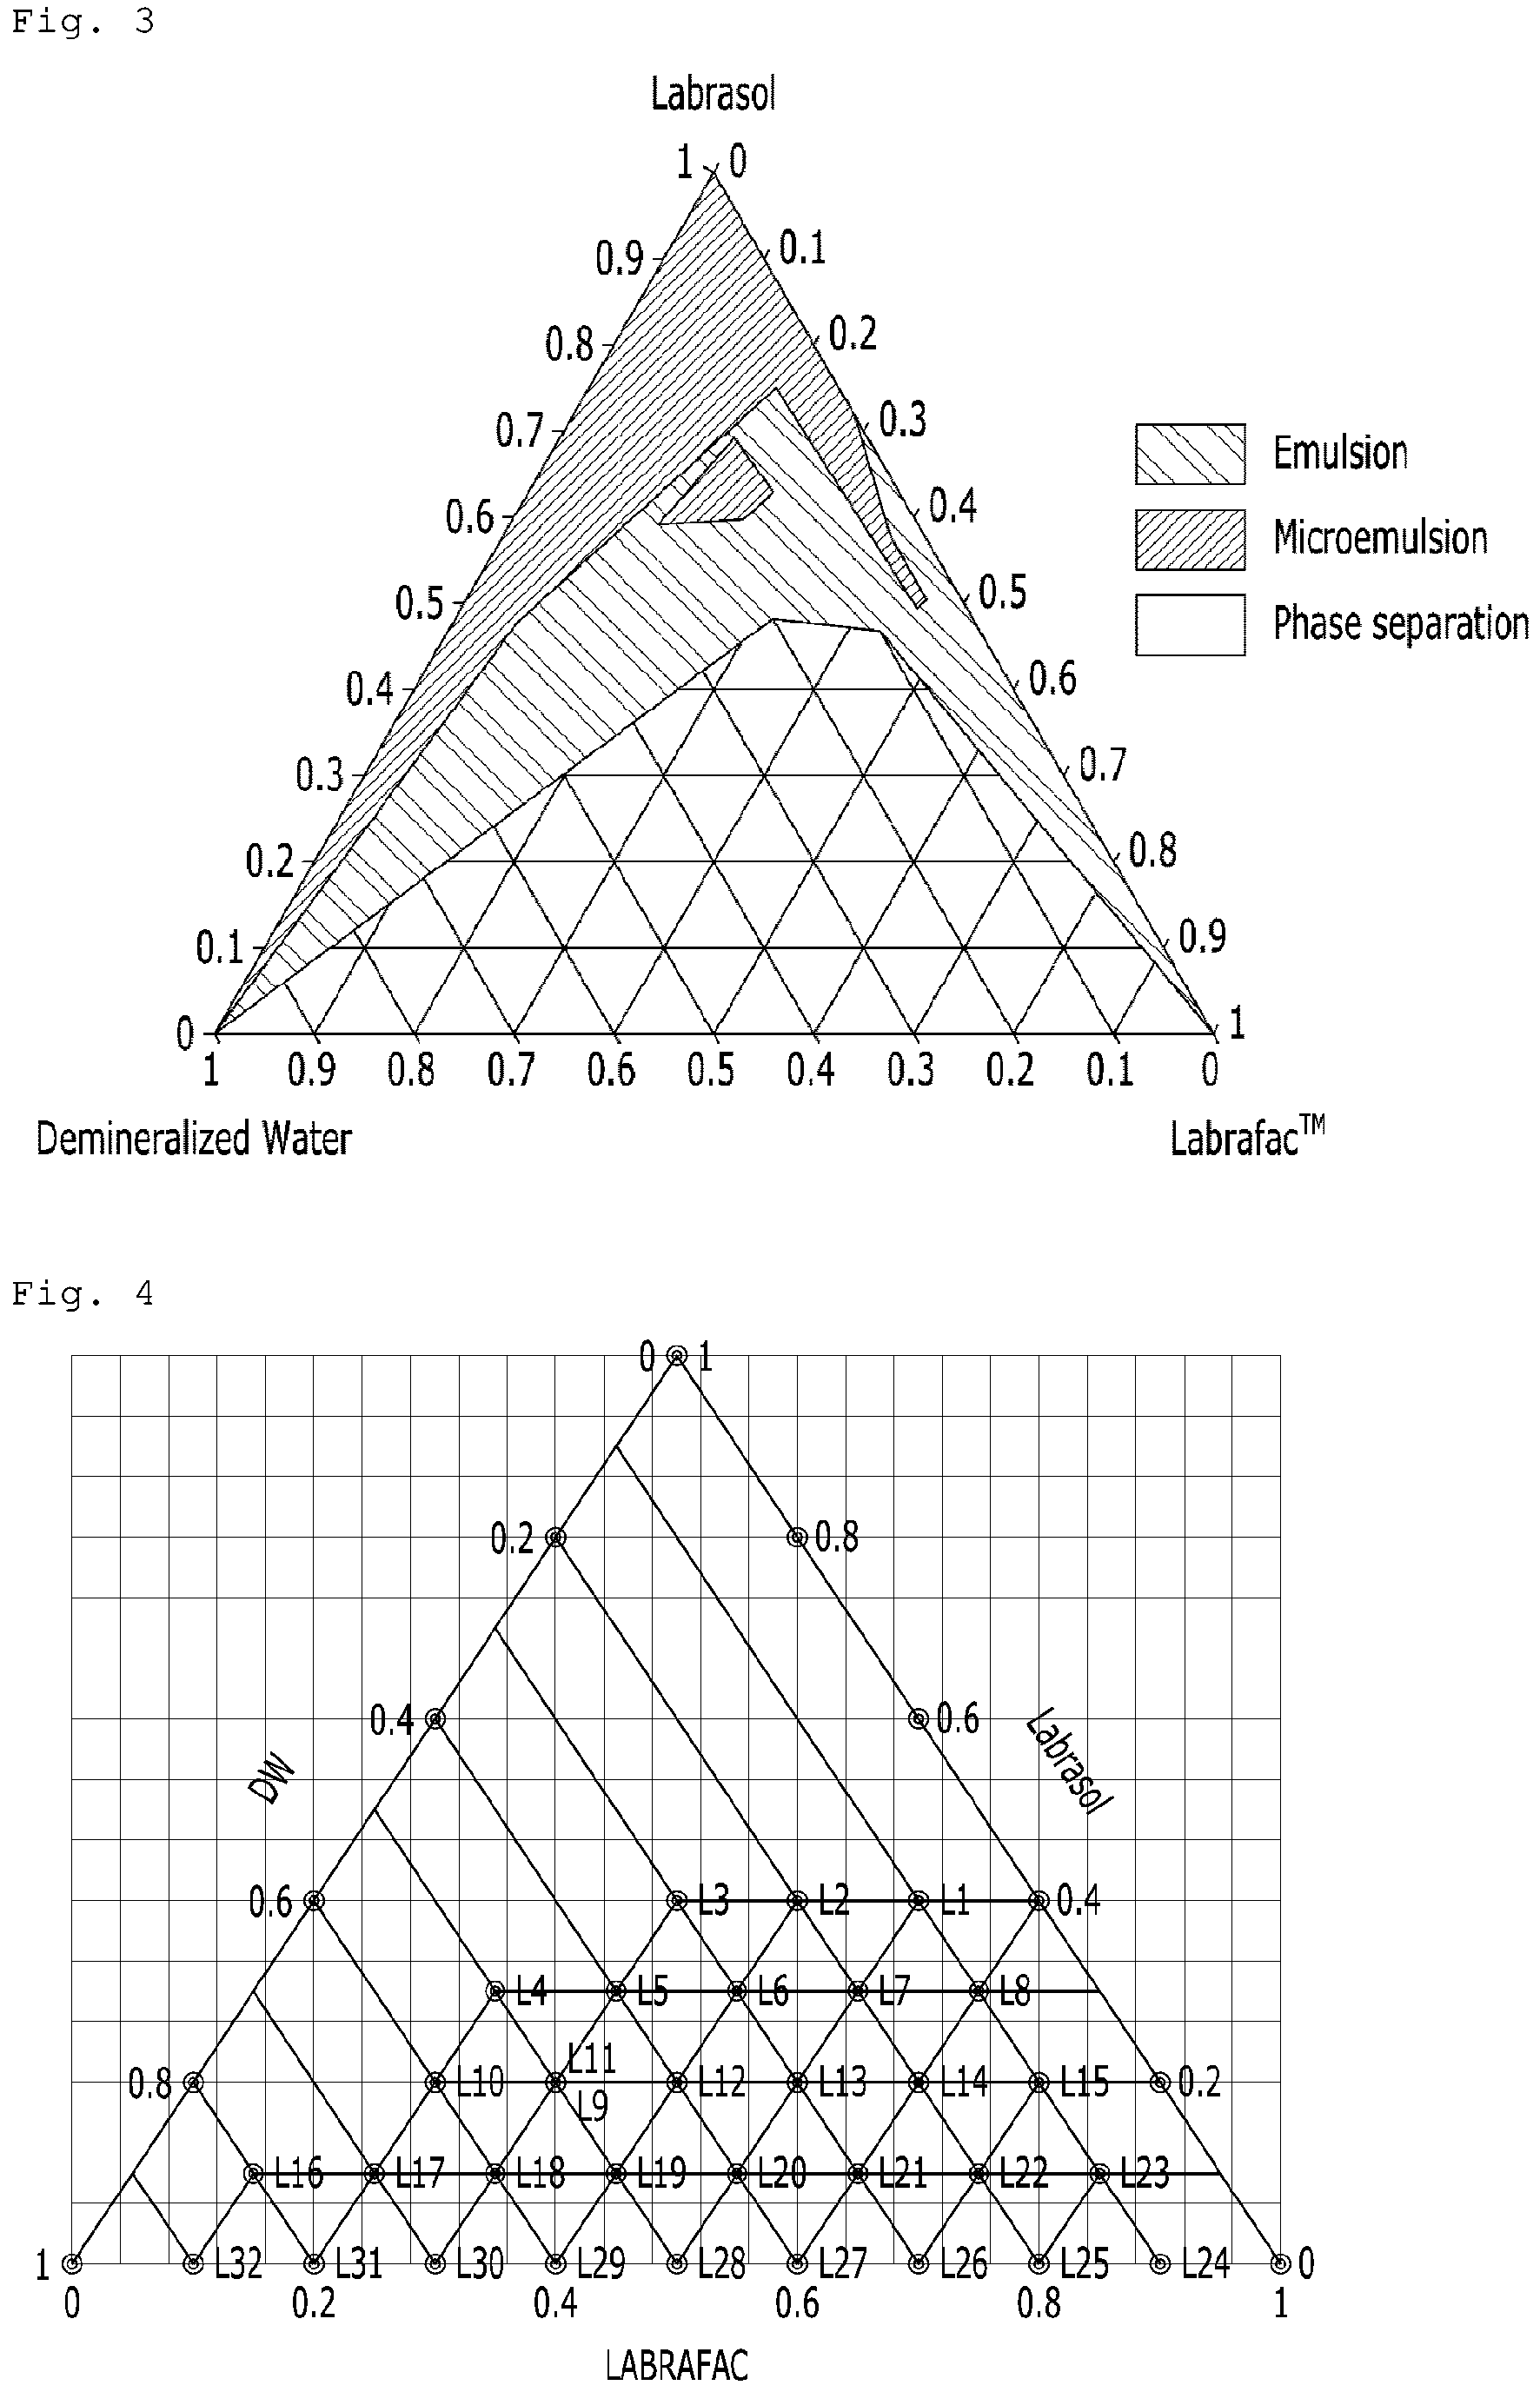 Fig. 3
Labrasol
1 0
0.9 0.1
0.8 0.2
0.7 0.3
0.6 0.4
0.5 0.5
0.4 0.6
0.3 0.7
0.2 0.8
0.1 0.9
0 1
1 0.9 0.8 0.7 0.6 0.5 0.4 0.3 0.2 0.1 0
Demineralized Water
Labrafac™
Emulsion
Microemulsion
Phase separation
Fig. 4
0 1
0.2 0.8
0.4 0.6
DW
Labrasol
0.6 L3 L2 L1 0.4
L4 L5 L6 L7 L8
L11
0.8 L10 L12 L13 L14 L15 0.2
L9
L16 L17 L18 L19 L20 L21 L22 L23
1 L32 L31 L30 L29 L28 L27 L26 L25 L24 0
0 0.2 0.4 0.6 0.8 1
LABRAFAC